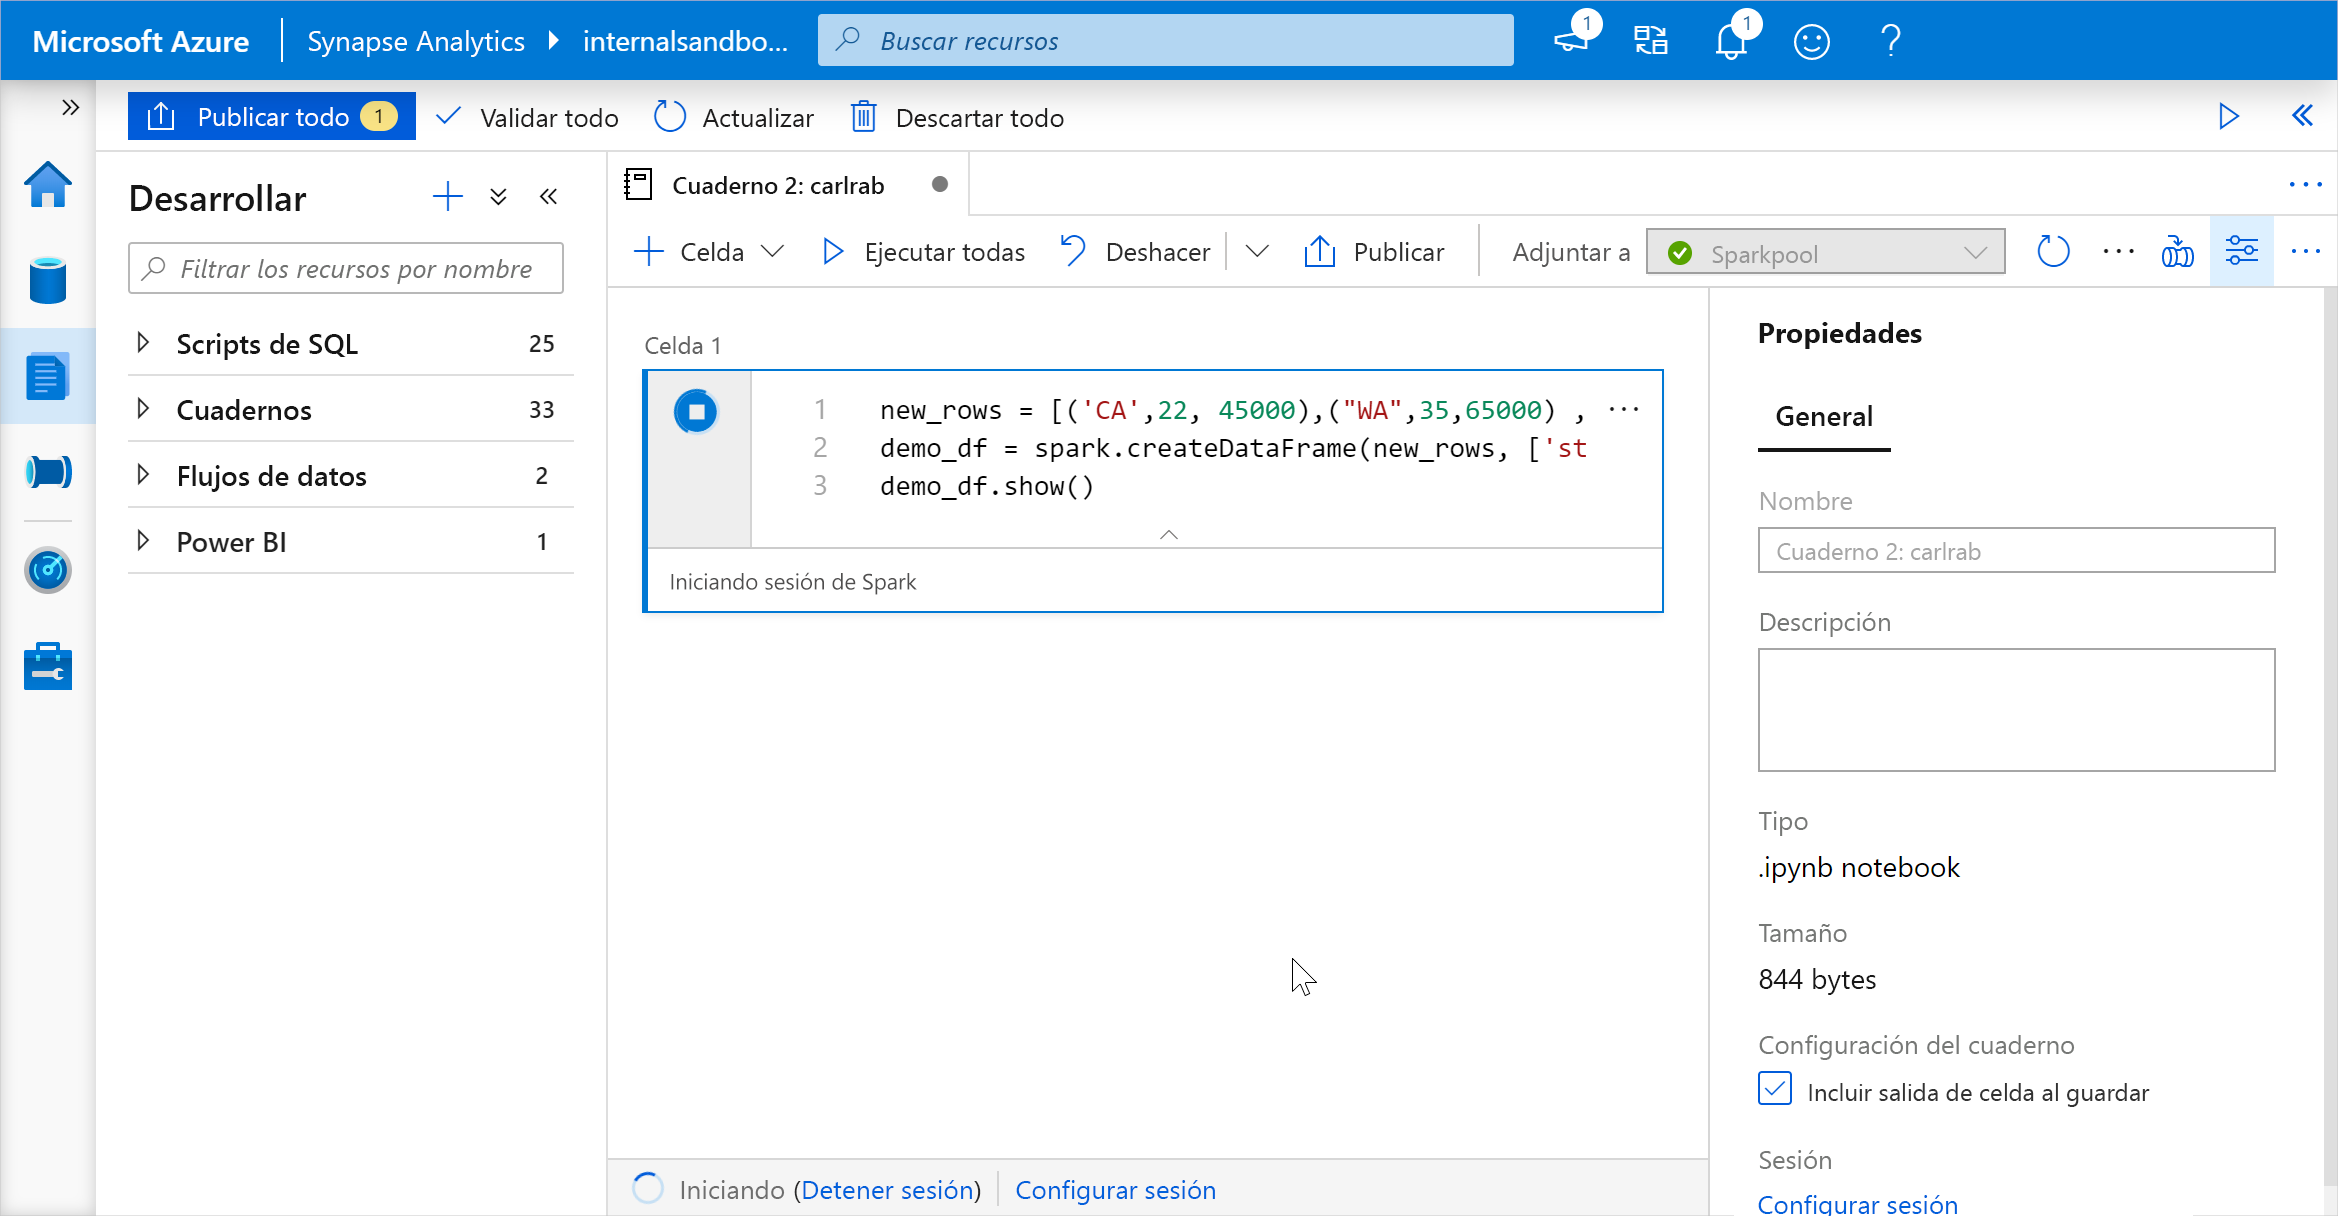 Microsoft Azure
Synapse Analytics
internalsandbo...
Buscar recursos
1
1
?
Publicar todo 1
Validar todo
Actualizar
Descartar todo
Desarrollar
Filtrar los recursos por nombre
Scripts de SQL 25
Cuadernos 33
Flujos de datos 2
Power BI 1
Cuaderno 2: carlrab
Celda
Ejecutar todas
Deshacer
Publicar
Adjuntar a
Sparkpool
Celda 1
1 new_rows = [('CA',22, 45000),("WA",35,65000) ,
2 demo_df = spark.createDataFrame(new_rows, ['st
3 demo_df.show()
Iniciando sesión de Spark
Iniciando (Detener sesión)
Configurar sesión
Propiedades
General
Nombre
Cuaderno 2: carlrab
Descripción
Tipo
.ipynb notebook
Tamaño
844 bytes
Configuración del cuaderno
Incluir salida de celda al guardar
Sesión
Configurar sesión